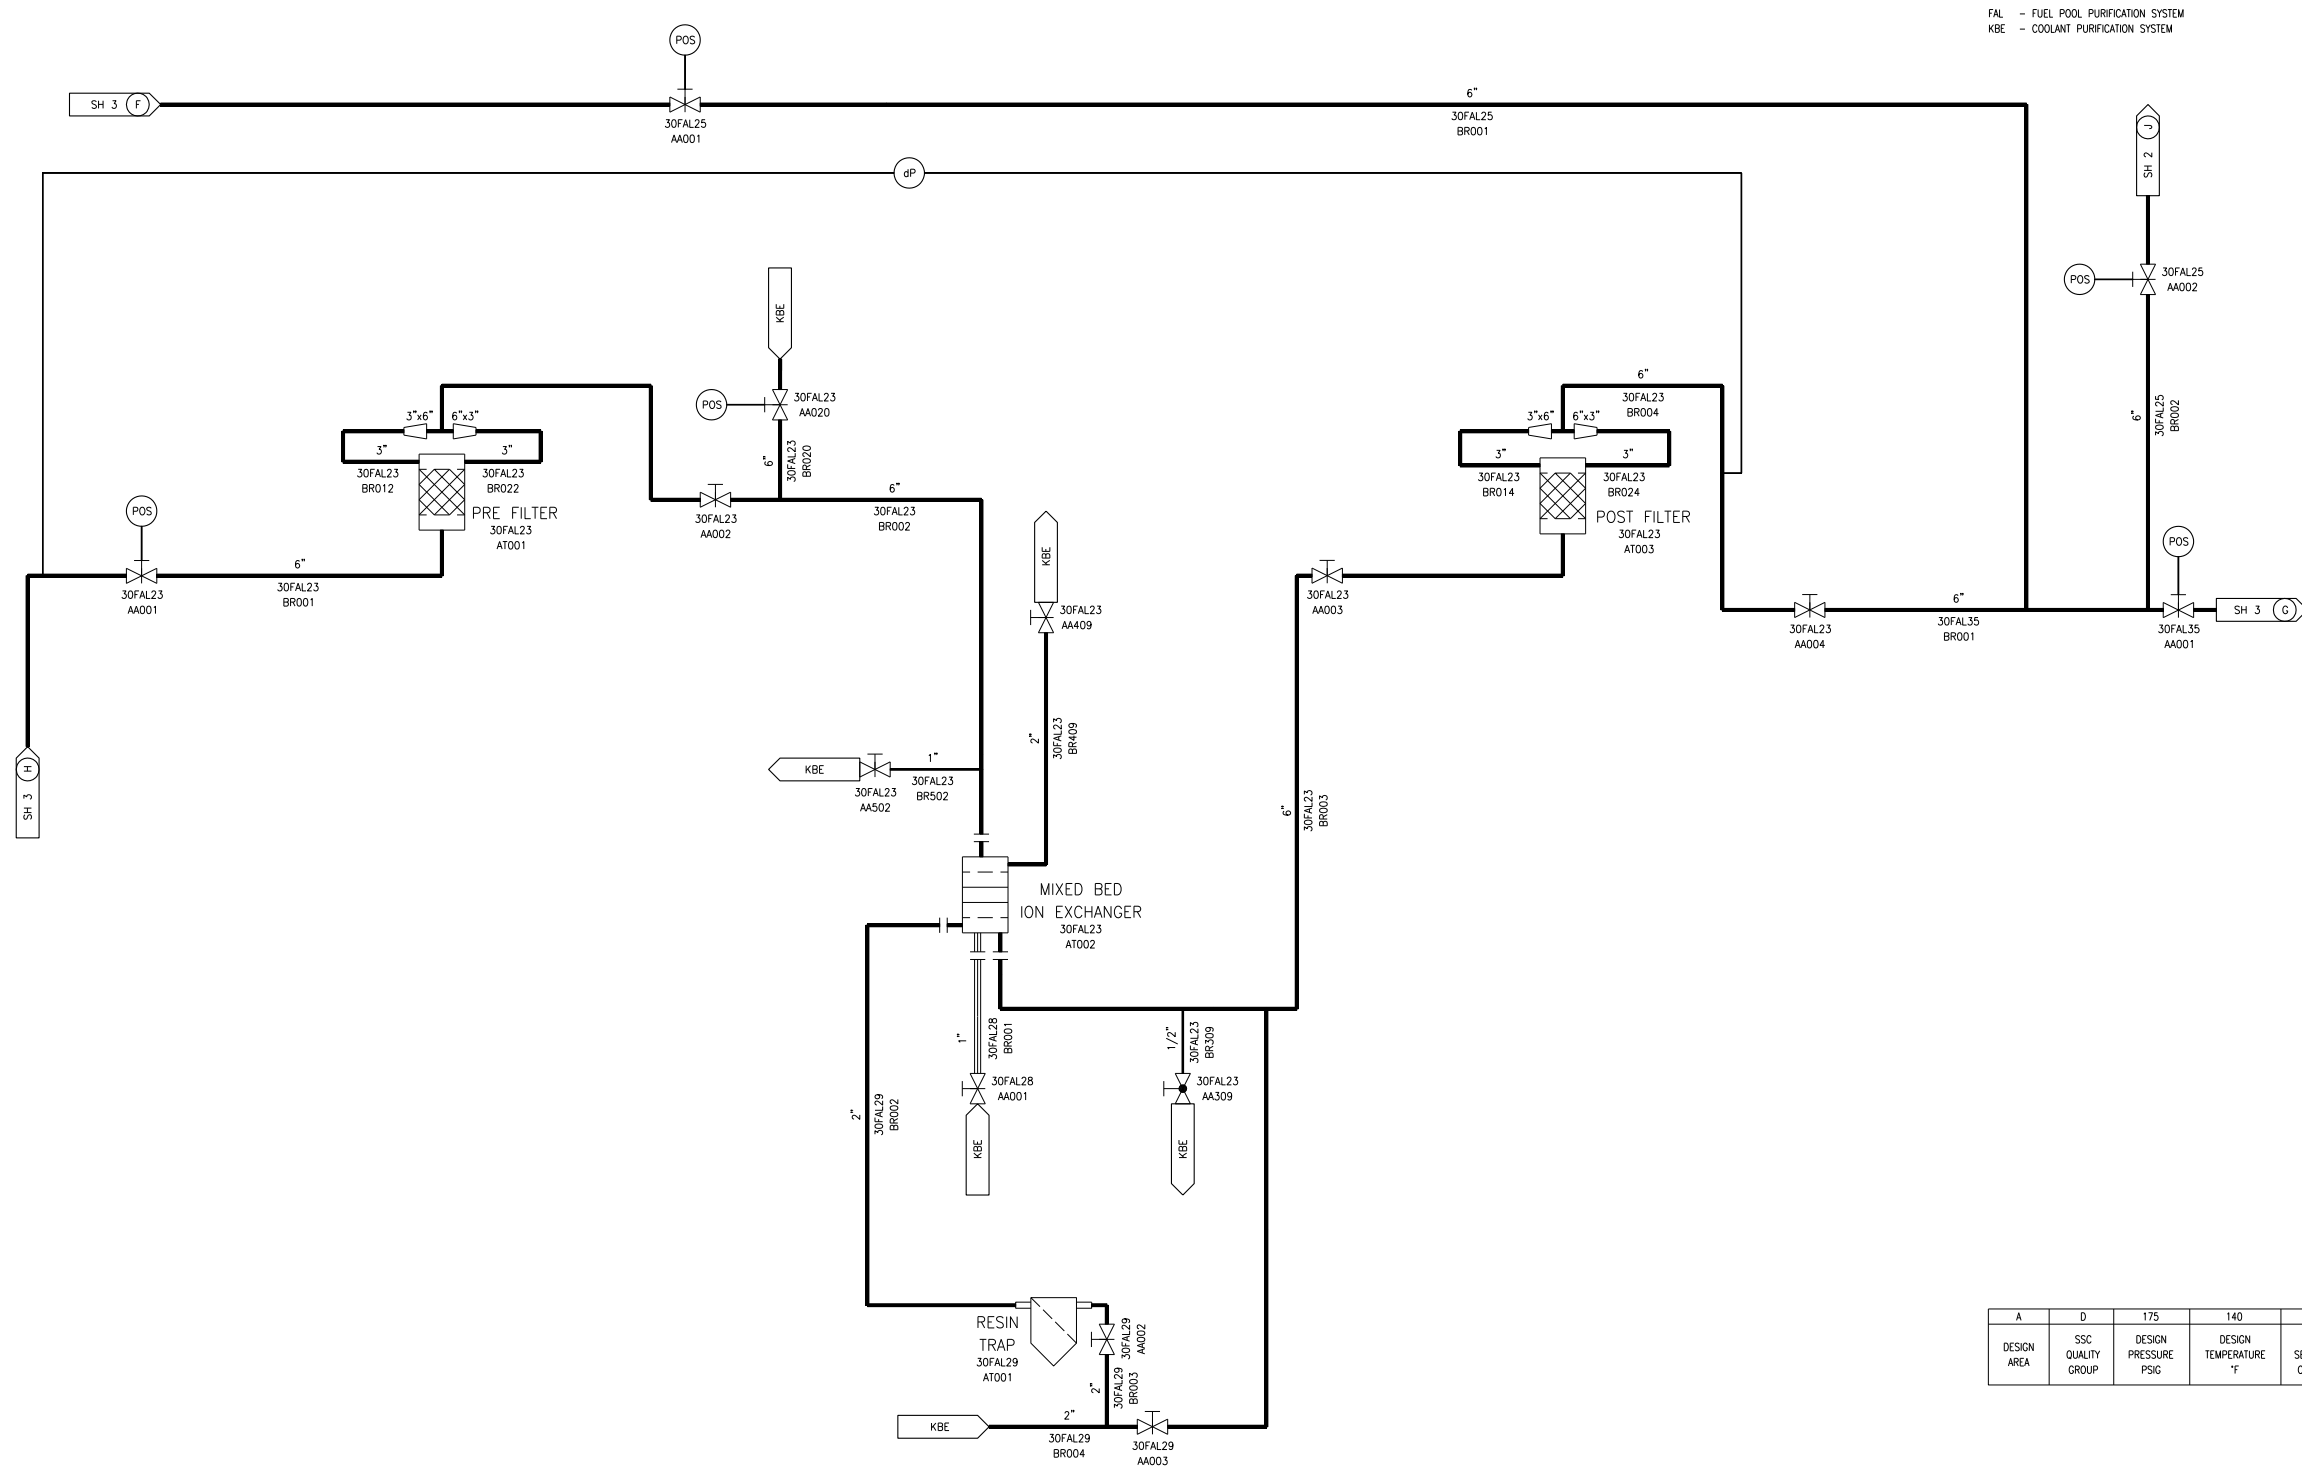 FAL – FUEL POOL PURIFICATION SYSTEM
KBE – COOLANT PURIFICATION SYSTEM
POS
SH 3 F
30FAL25
AA001
6"
30FAL25
BR001
SH 2 J
dP
POS
30FAL25
AA002
KBE
POS
30FAL23
AA020
6"
30FAL23
BR020
3"x6" 6"x3"
3" 3"
30FAL23
BR012
30FAL23
BR022
PRE FILTER
30FAL23
AT001
POS
30FAL23
AA001
6"
30FAL23
BR001
SH 3 H
30FAL23
AA002
6"
30FAL23
BR002
KBE
30FAL23
AA409
2"
30FAL23
BR409
KBE
30FAL23
AA502
1"
30FAL23
BR502
MIXED BED
ION EXCHANGER
30FAL23
AT002
6"
30FAL23
BR003
30FAL23
AA003
6"
30FAL23
BR004
3"x6" 6"x3"
3" 3"
30FAL23
BR014
30FAL23
BR024
POST FILTER
30FAL23
AT003
30FAL23
AA004
6"
30FAL35
BR001
6"
30FAL25
BR002
POS
30FAL35
AA001
SH 3 G
1"
30FAL28
BR001
30FAL28
AA001
KBE
1/2"
30FAL23
BR309
30FAL23
AA309
KBE
2"
30FAL29
BR002
RESIN
TRAP
30FAL29
AT001
30FAL29
AA002
2"
30FAL29
BR003
KBE
2"
30FAL29
BR004
30FAL29
AA003
A D 175 140
DESIGN
AREA
SSC
QUALITY
GROUP
DESIGN
PRESSURE
PSIG
DESIGN
TEMPERATURE
°F